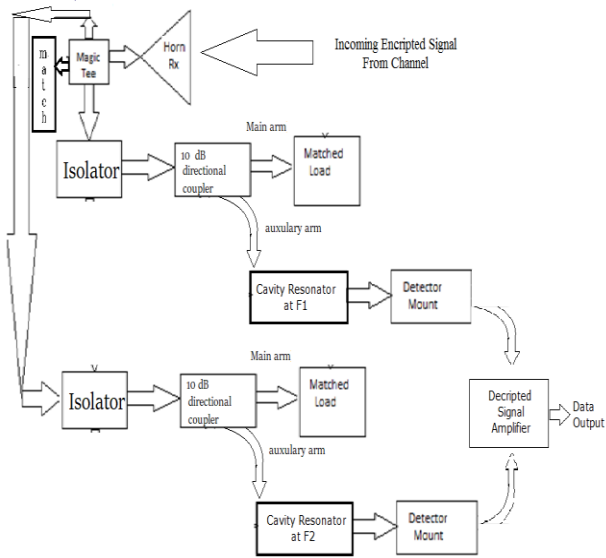 Horn
Rx
Incoming Encripted Signal
From Channel
Magic
Tee
m
a
t
c
h
Main arm
Isolator
10 dB
directional
coupler
Matched
Load
auxulary arm
Cavity Resonator
at F1
Detector
Mount
Main arm
Isolator
10 dB
directional
coupler
Matched
Load
auxulary arm
Decripted
Signal
Amplifier
Data
Output
Cavity Resonator
at F2
Detector
Mount